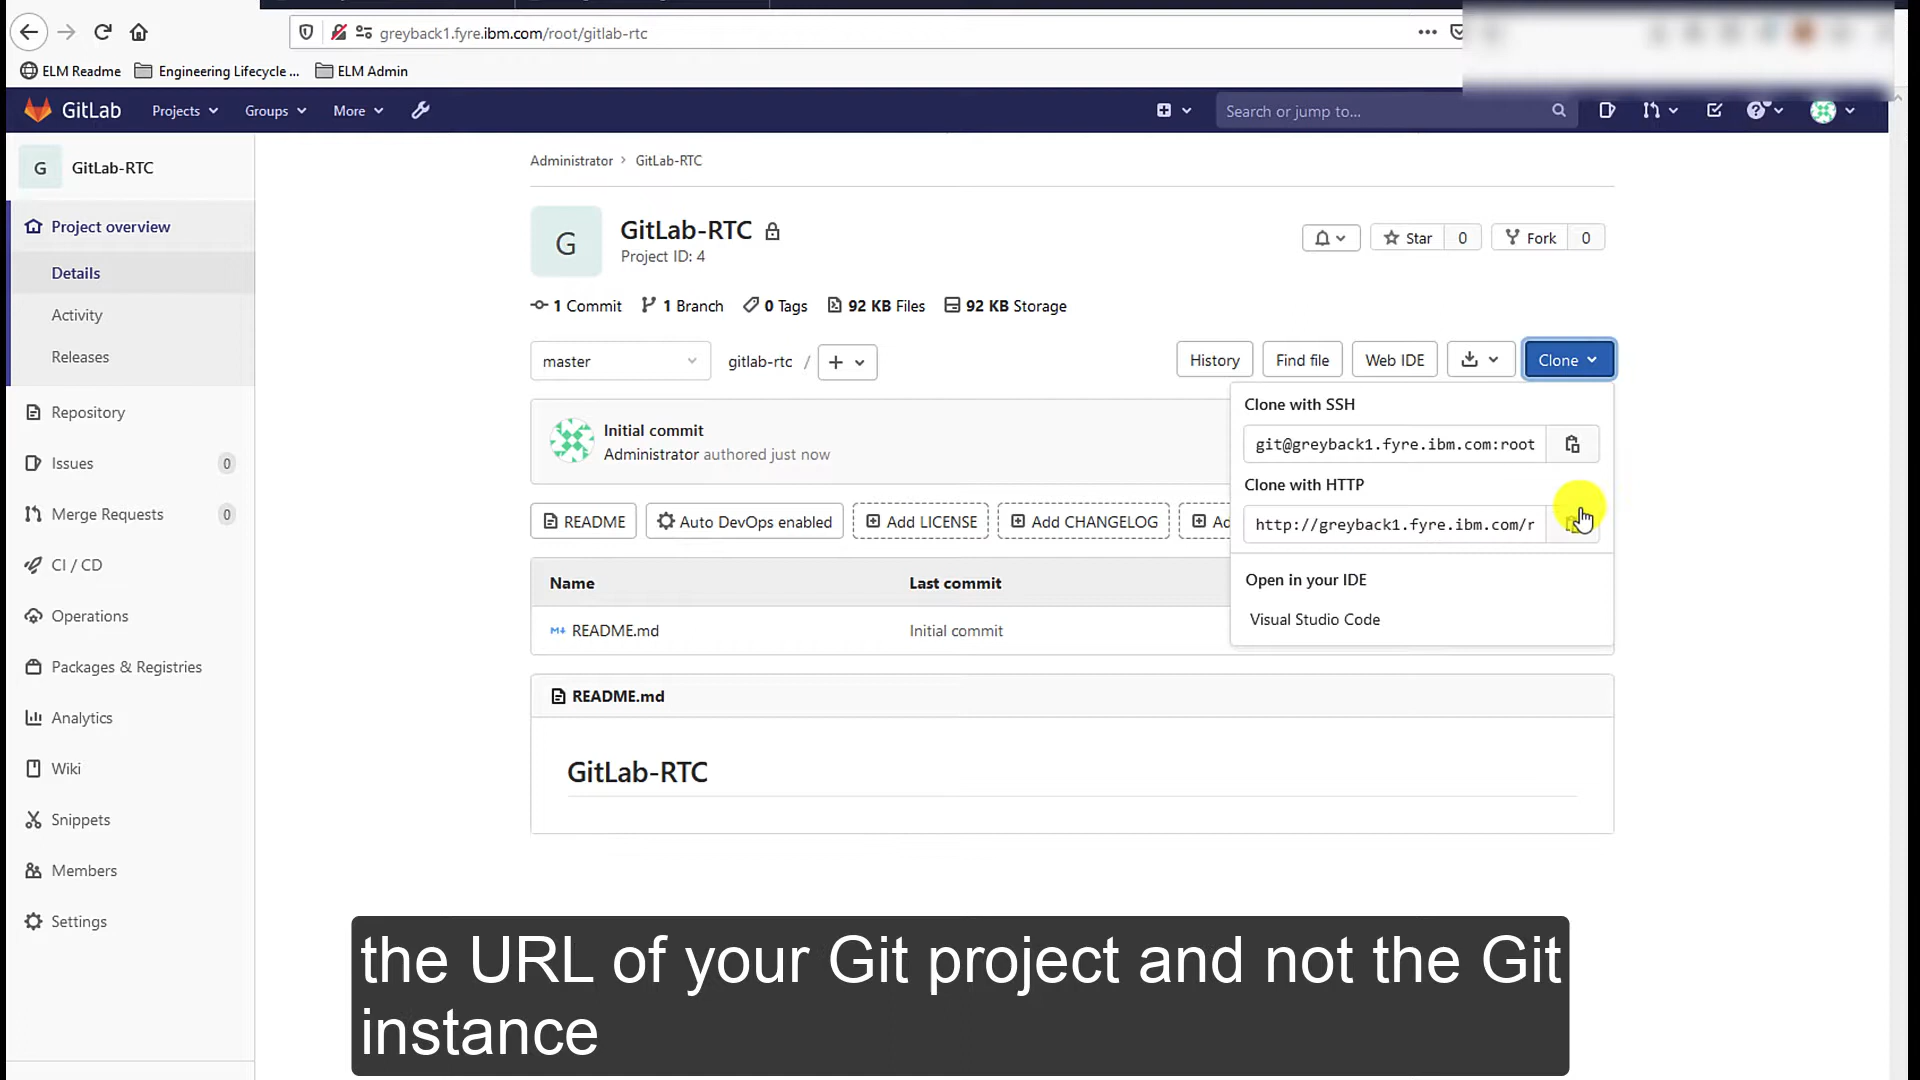 greyback1.fyre.ibm.com/root/gitlab-rtc
ELM Readme
Engineering Lifecycle ...
ELM Admin
GitLab
Projects
Groups
More
Search or jump to...
G
GitLab-RTC
Project overview
Details
Activity
Releases
Repository
Issues
0
Merge Requests
0
CI / CD
Operations
Packages & Registries
Analytics
Wiki
Snippets
Members
Settings
Administrator > GitLab-RTC
G
GitLab-RTC
Project ID: 4
Star
0
Fork
0
1 Commit
1 Branch
0 Tags
92 KB Files
92 KB Storage
master
gitlab-rtc /
History
Find file
Web IDE
Clone
Initial commit
Administrator authored just now
Clone with SSH
git@greyback1.fyre.ibm.com:root
Clone with HTTP
http://greyback1.fyre.ibm.com/r
Open in your IDE
Visual Studio Code
README
Auto DevOps enabled
Add LICENSE
Add CHANGELOG
Name
Last commit
README.md
Initial commit
README.md
GitLab-RTC
the URL of your Git project and not the Git
instance